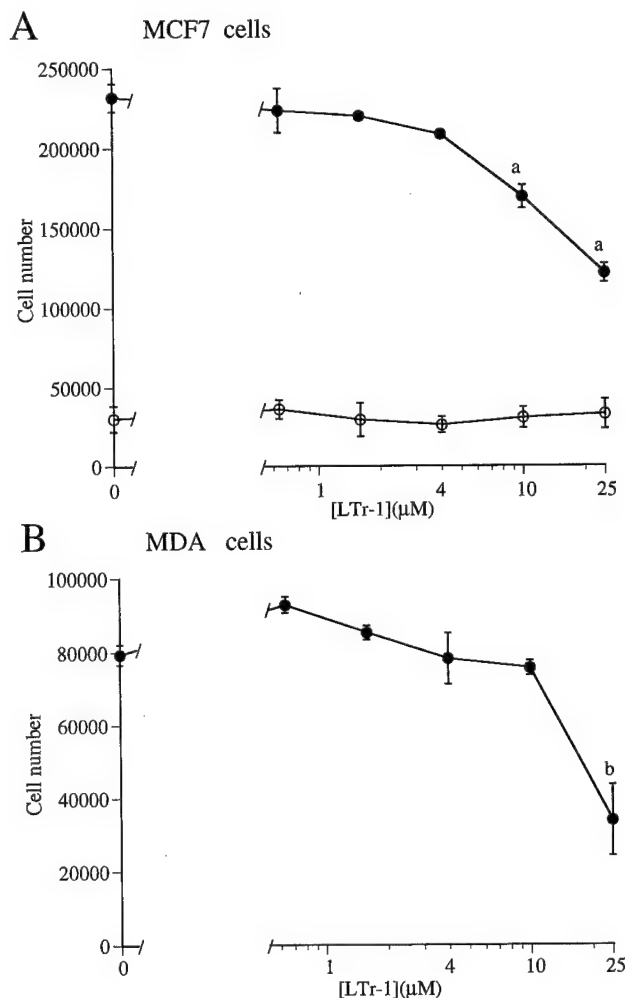 A
MCF7 cells
250000
200000
150000
100000
50000
0
Cell number
a
a
0
1
4
10
25
[LTr-1](µM)
B
MDA cells
100000
80000
60000
40000
20000
0
Cell number
b
0
1
4
10
25
[LTr-1](µM)